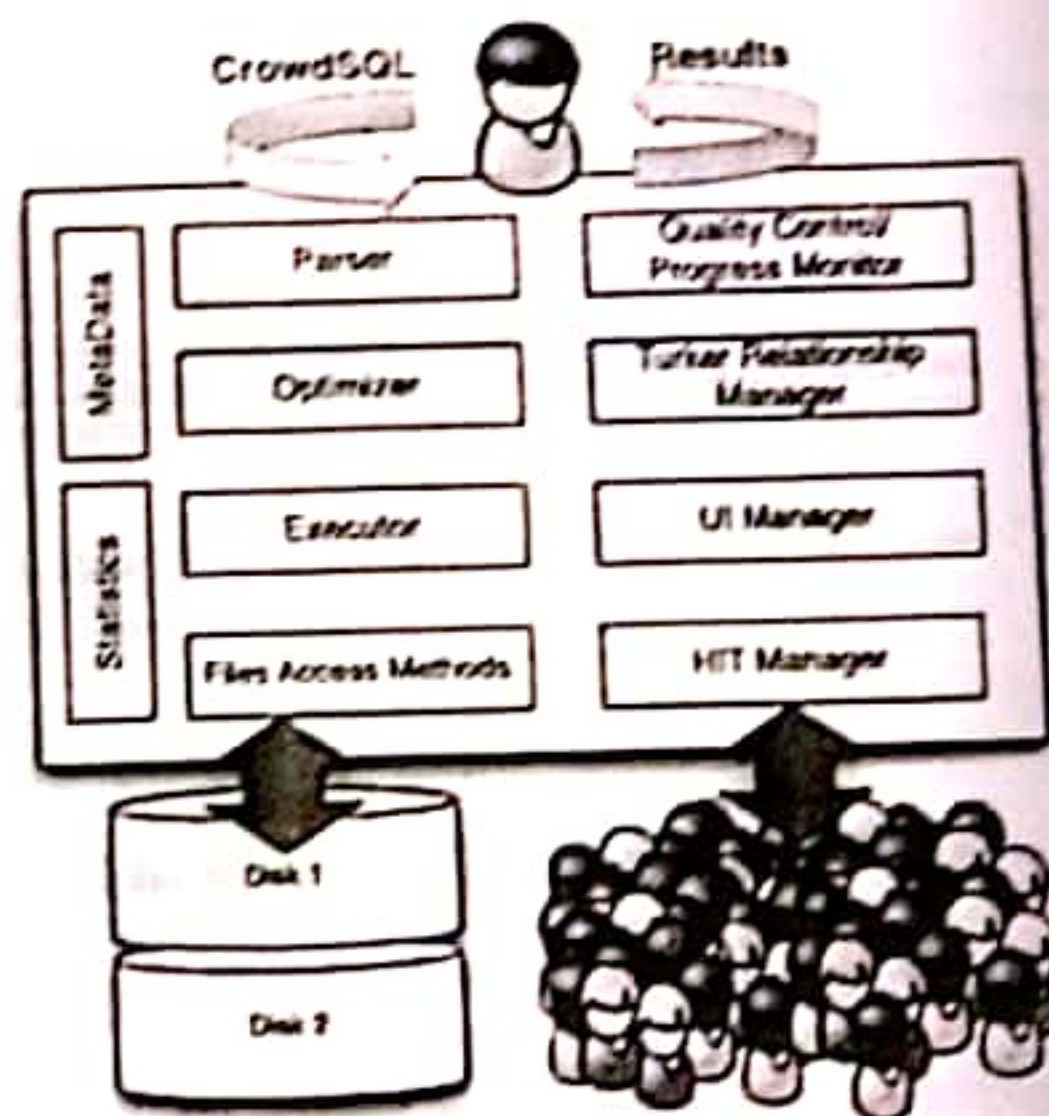 CrowdSQL
Results
MetaData
Statistics
Parser
Optimizer
Executor
Files Access Methods
Quality Control/
Progress Monitor
Turker Relationship
Manager
UI Manager
HIT Manager
Disk 1
Disk 2